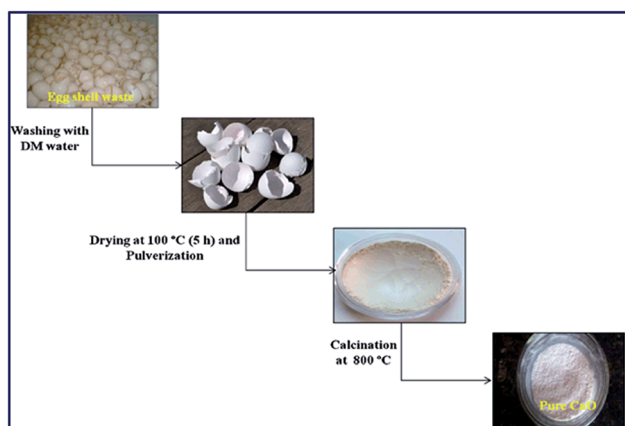 Egg shell waste
Washing with
DM water
Drying at 100 °C (5 h) and
Pulverization
Calcination
at 800 °C
Pure CaO